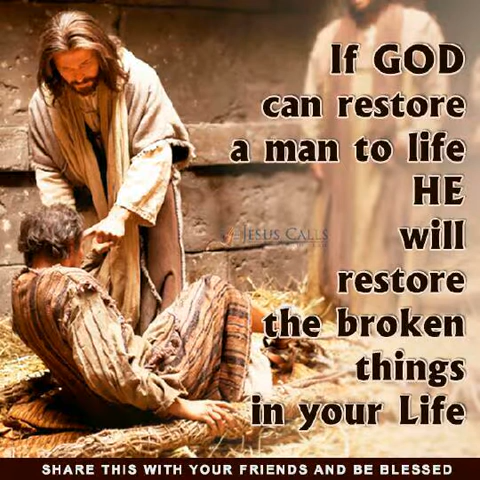 If GOD
can restore
a man to life
HE
will
JESUS CALLS
restore
the broken
things
in your Life
SHARE THIS WITH YOUR FRIENDS AND BE BLESSED